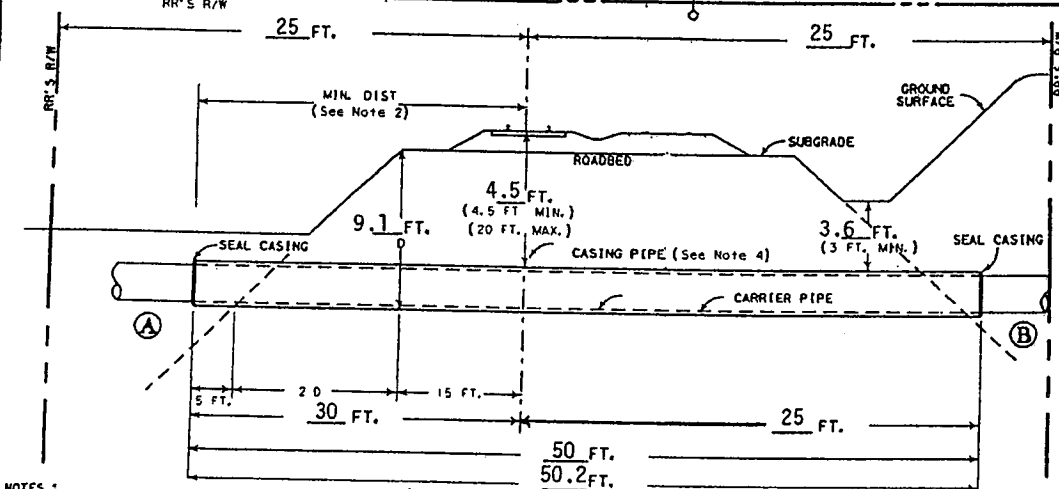 RR'S R/W
25 FT.
25 FT.
RR'S R/W
RR'S R/W
MIN. DIST
(See Note 2)
GROUND
SURFACE
SUBGRADE
ROADBED
4.5 FT.
(4.5 FT MIN.)
(20 FT. MAX.)
9.1 FT.
D
3.6 FT.
(3 FT. MIN.)
SEAL CASING
CASING PIPE (See Note 4)
SEAL CASING
CARRIER PIPE
A
B
5 FT.
2 D
15 FT.
30 FT.
25 FT.
50 FT.
50.2 FT.
NOTES :